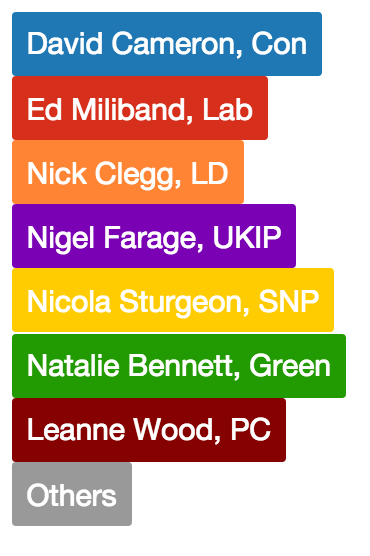 David Cameron, Con
Ed Miliband, Lab
Nick Clegg, LD
Nigel Farage, UKIP
Nicola Sturgeon, SNP
Natalie Bennett, Green
Leanne Wood, PC
Others